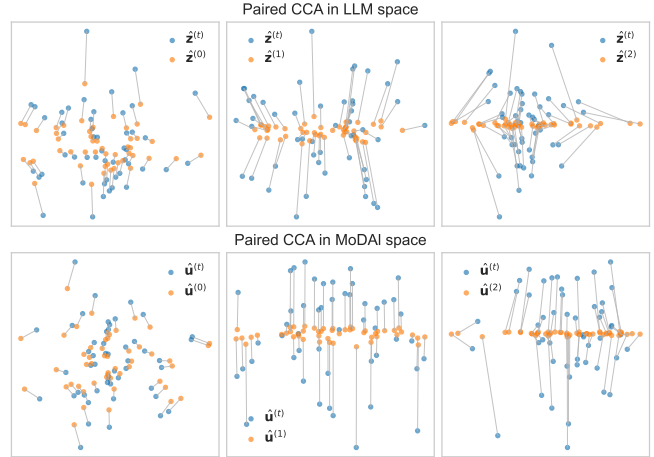 Paired CCA in LLM space
ẑ⁽ᵗ⁾
ẑ⁽⁰⁾
ẑ⁽ᵗ⁾
ẑ⁽¹⁾
ẑ⁽ᵗ⁾
ẑ⁽²⁾
Paired CCA in MoDAl space
û⁽ᵗ⁾
û⁽⁰⁾
û⁽ᵗ⁾
û⁽¹⁾
û⁽ᵗ⁾
û⁽²⁾